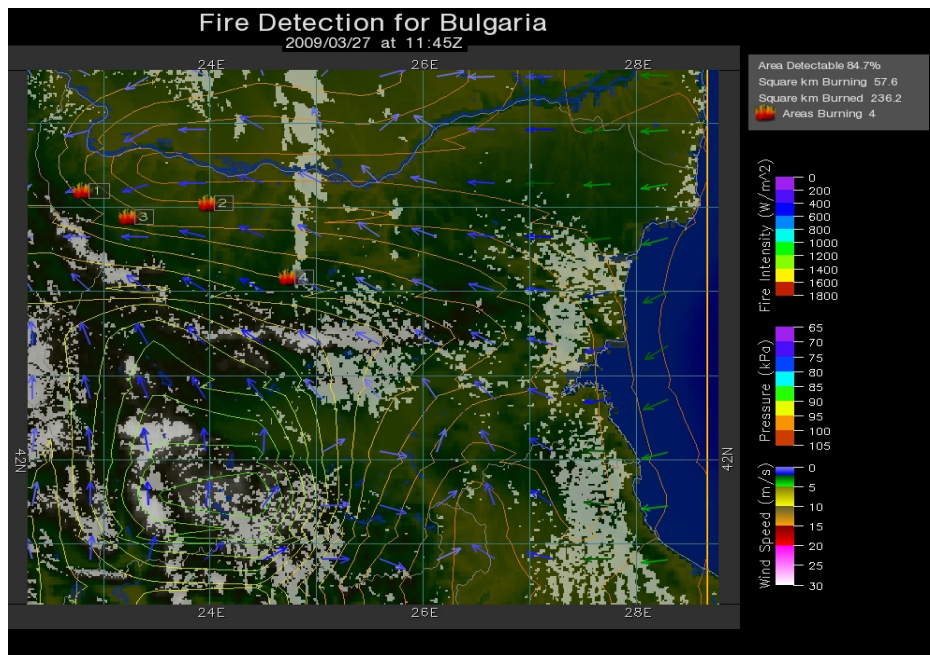 Fire Detection for Bulgaria
2009/03/27 at 11:45Z
24E 26E 28E
Area Detectable 84.7%
Square km Burning 57.6
Square km Burned 236.2
Areas Burning 4
1
2
3
4
42N
42N
24E 26E 28E
Fire Intensity (W/m^2)
0
200
400
600
800
1000
1200
1400
1600
1800
Pressure (kPa)
65
70
75
80
85
90
95
100
105
Wind Speed (m/s)
0
5
10
15
20
25
30